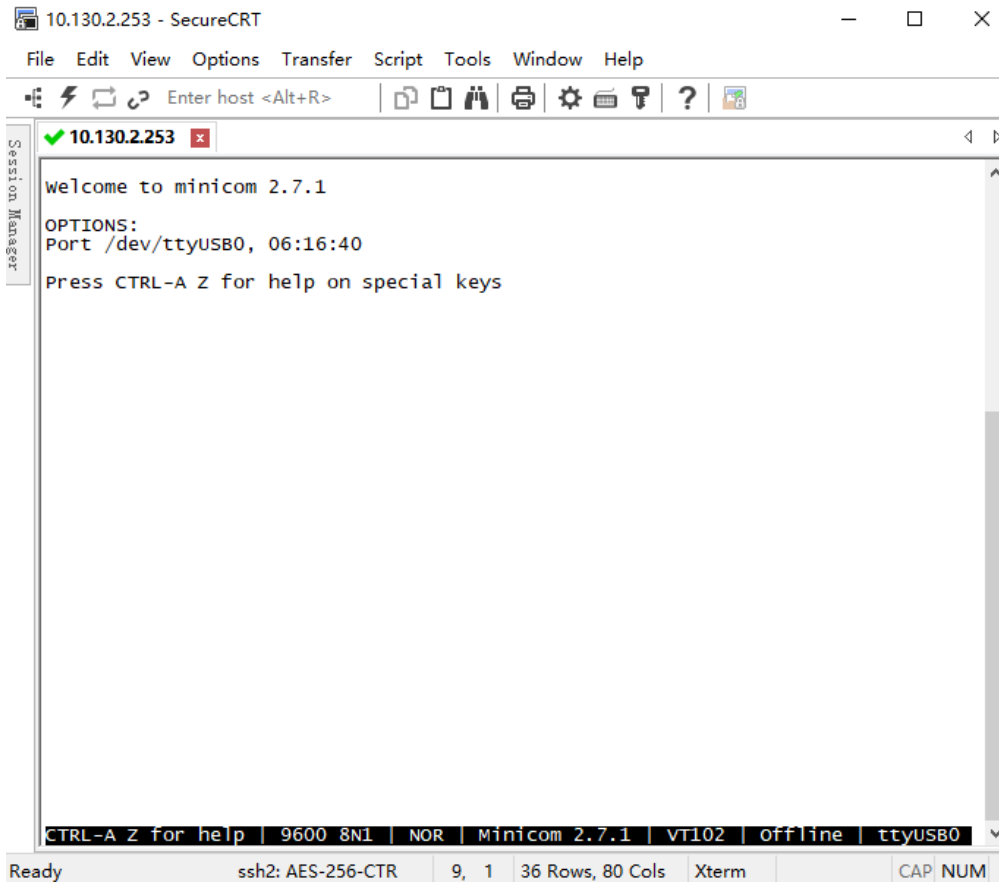 10.130.2.253 - SecureCRT
File Edit View Options Transfer Script Tools Window Help
Enter host <Alt+R>
10.130.2.253
Session Manager
Welcome to minicom 2.7.1
OPTIONS:
Port /dev/ttyUSB0, 06:16:40
Press CTRL-A Z for help on special keys
CTRL-A Z for help | 9600 8N1 | NOR | Minicom 2.7.1 | VT102 | Offline | ttyUSB0
Ready ssh2: AES-256-CTR 9, 1 36 Rows, 80 Cols Xterm CAP NUM